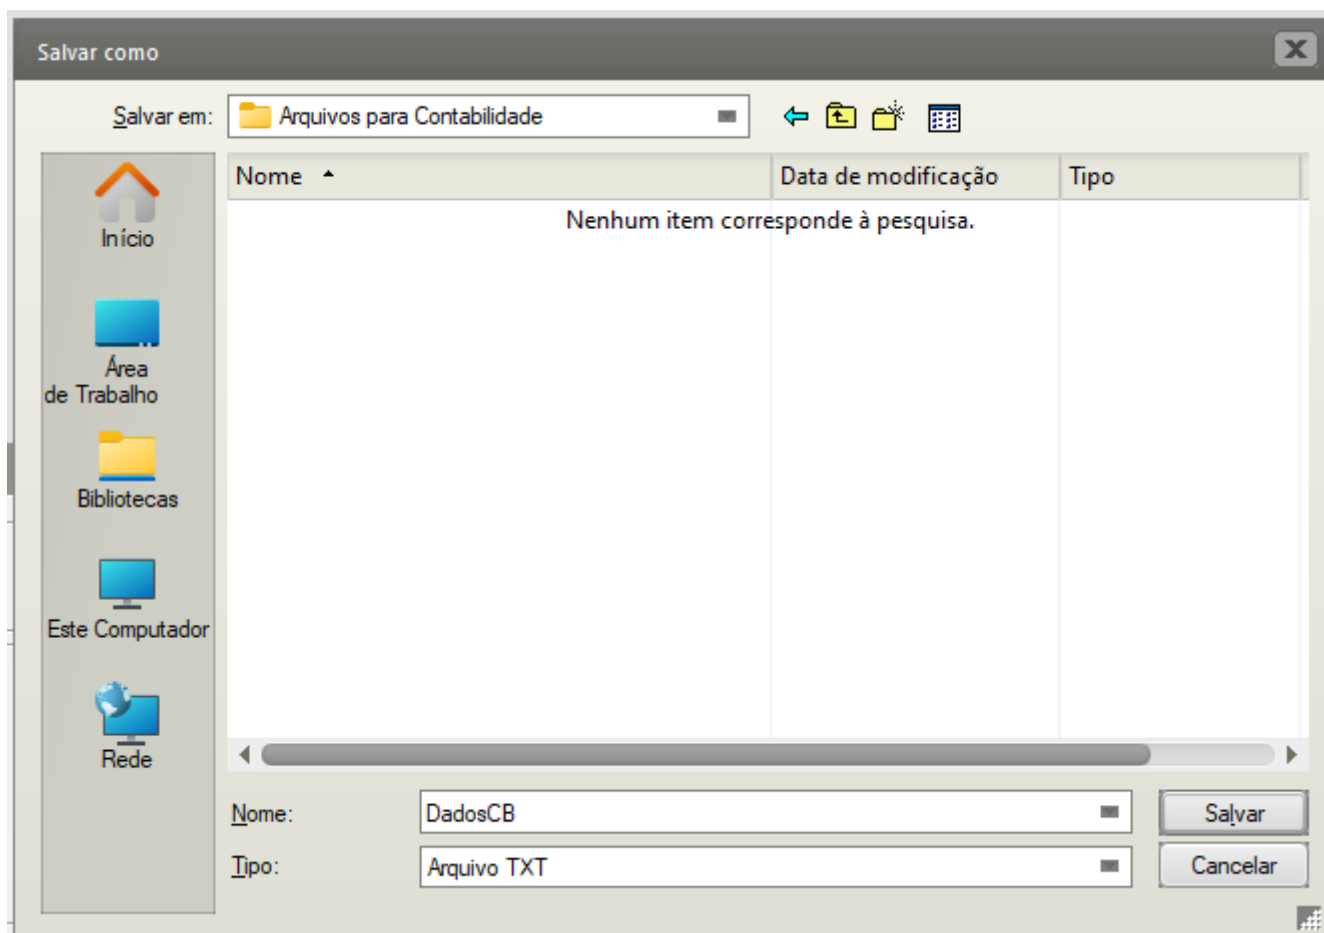 Salvar como
Salvar em:
Arquivos para Contabilidade
Nome
Data de modificação
Tipo
Nenhum item corresponde à pesquisa.
Início
Área
de Trabalho
Bibliotecas
Este Computador
Rede
Nome:
DadosCB
Salvar
Tipo:
Arquivo TXT
Cancelar